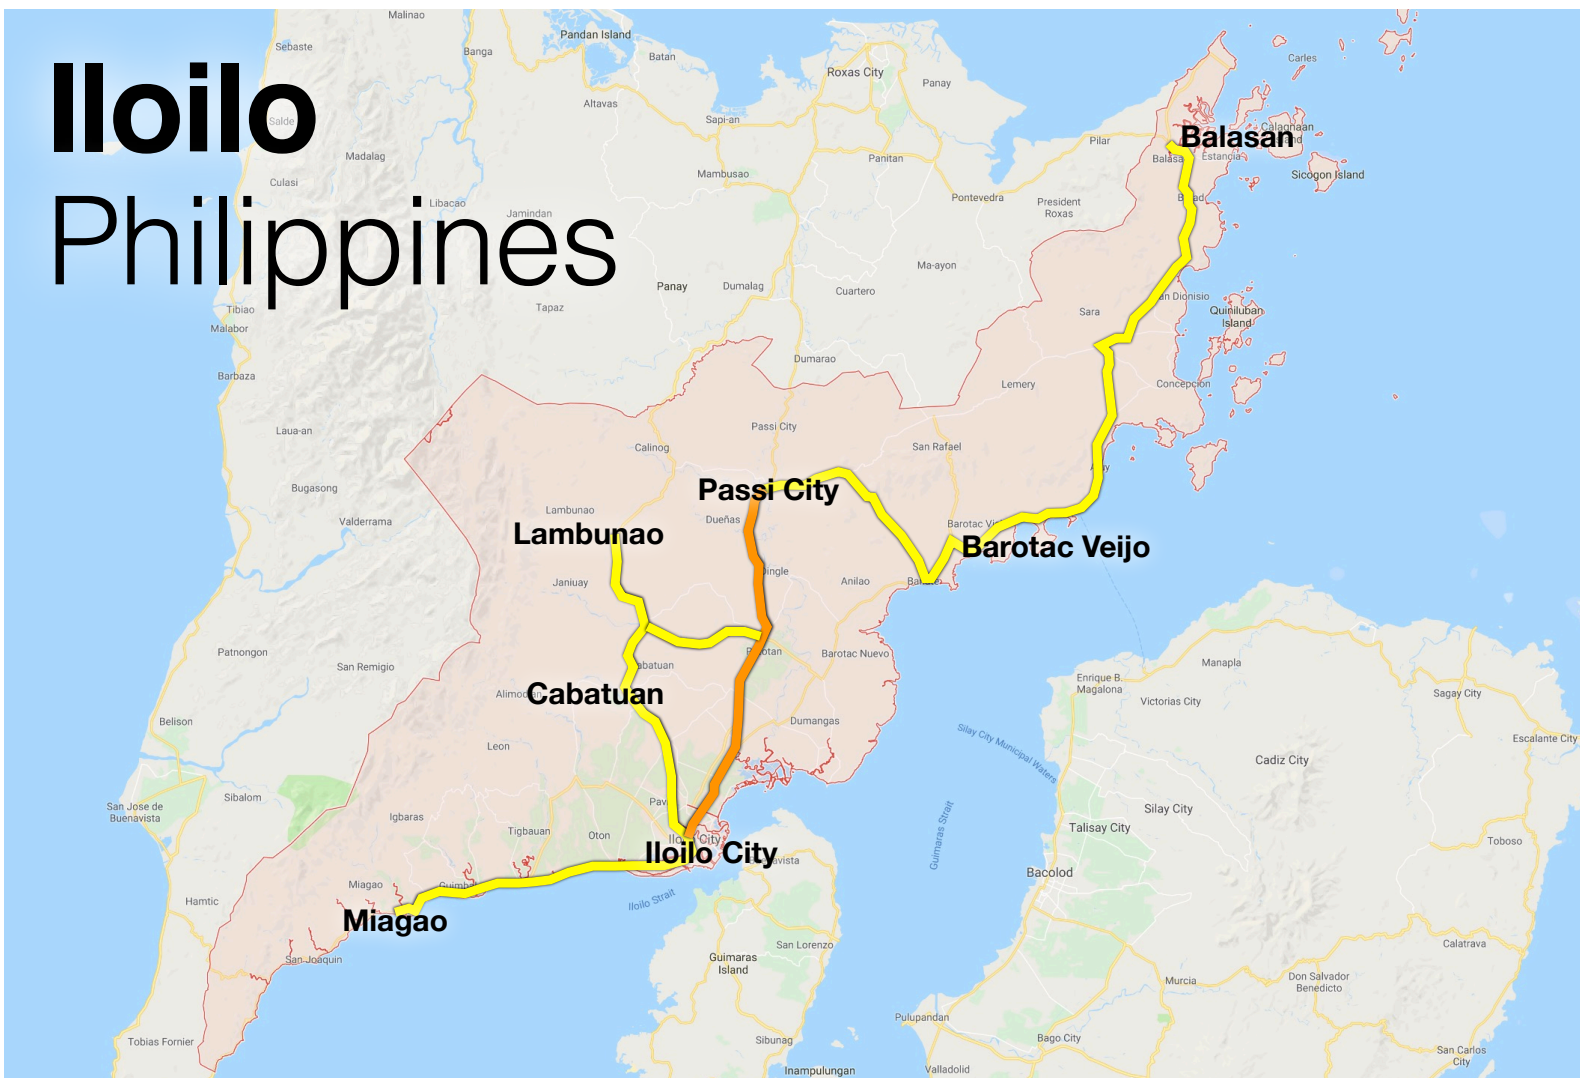 Iloilo
Philippines
Malinao
Sebaste
Banga
Pandan Island
Batan
Roxas City
Panay
Carles
Altavas
Sapi-an
Salde
Madalag
Culasi
Libacao
Jamindan
Mambusao
Panitan
Pilar
Pontevedra
President
Roxas
Balasan
Estancia
Sicogon Island
Ma-ayon
Panay
Dumalag
Cuartero
Tapaz
Tibiao
Malabor
Barbaza
Sara
Quiniluban
Island
Dumarao
Lemery
Concepcion
Laua-an
Passi City
Calinog
San Rafael
Bugasong
Valderrama
Passi City
Lambunao
Dueñas
Lambunao
Barotac Veijo
Janiuay
Anilao
Patnongon
San Remigio
Barotac Nuevo
Cabatuan
Manapla
Enrique B.
Magalona
Victorias City
Sagay City
Belison
Dumangas
Leon
Silay City Municipal Waters
Escalante City
Cadiz City
San Jose de
Buenavista
Sibalom
Igbaras
Tigbauan
Oton
Silay City
Talisay City
Guimaras Strait
Toboso
Iloilo City
Bacolod
Miagao
Hamtic
Iloilo Strait
Miagao
San Joaquin
San Lorenzo
Guimaras
Island
Calatrava
Murcia
Don Salvador
Benedicto
Pulupandan
Tobias Fornier
Sibunag
Bago City
San Carlos
City
Inampulungan
Valladolid